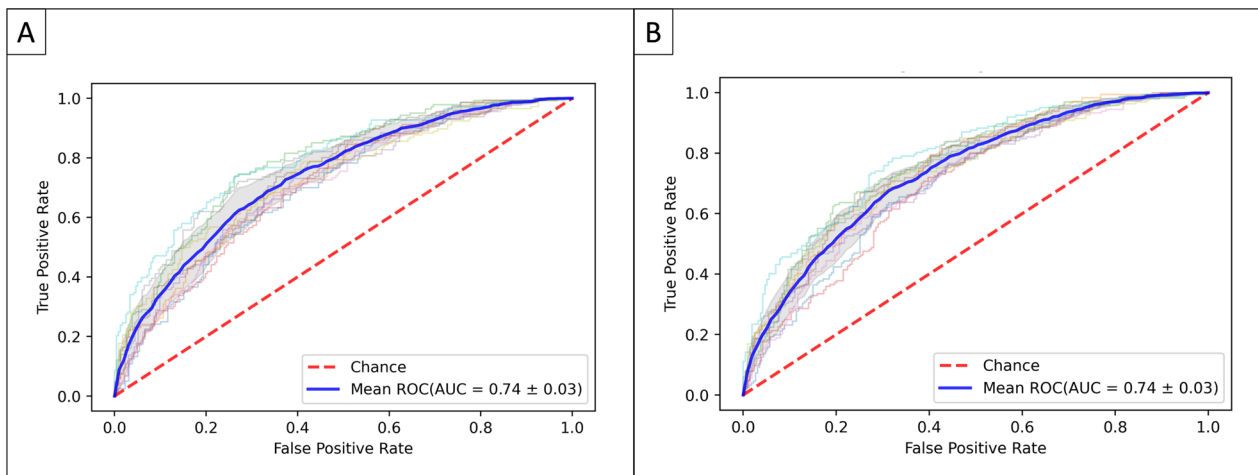 A
1.0
0.8
0.6
0.4
0.2
0.0
True Positive Rate
Chance
Mean ROC(AUC = 0.74 ± 0.03)
0.0 0.2 0.4 0.6 0.8 1.0
False Positive Rate
B
1.0
0.8
0.6
0.4
0.2
0.0
True Positive Rate
Chance
Mean ROC(AUC = 0.74 ± 0.03)
0.0 0.2 0.4 0.6 0.8 1.0
False Positive Rate